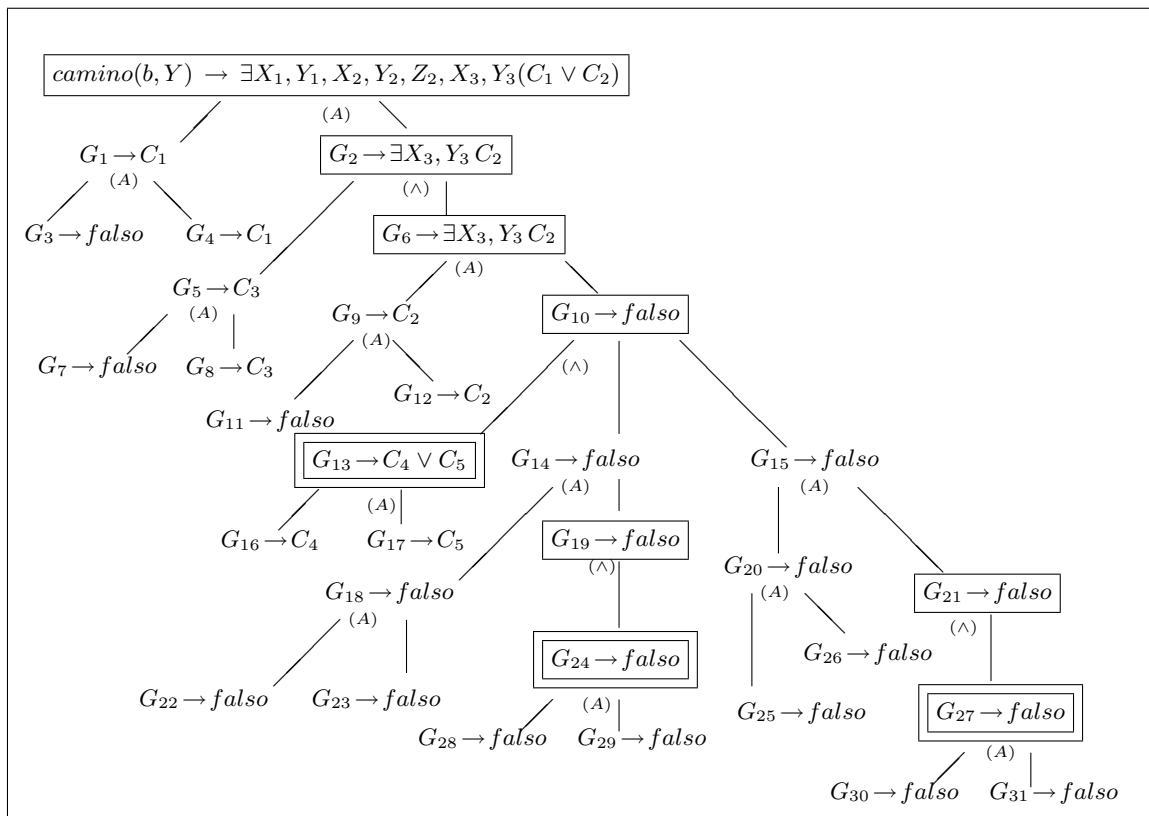 camino(b, Y) → ∃X₁, Y₁, X₂, Y₂, Z₂, X₃, Y₃(C₁ ∨ C₂)
(A)
G₁ → C₁
G₂ → ∃X₃, Y₃ C₂
(A)
(∧)
G₃ → falso
G₄ → C₁
G₆ → ∃X₃, Y₃ C₂
(A)
G₅ → C₃
(A)
G₉ → C₂
(A)
G₁₀ → falso
(∧)
G₇ → falso
G₈ → C₃
G₁₂ → C₂
G₁₁ → falso
G₁₃ → C₄ ∨ C₅
(A)
G₁₄ → falso
(A)
G₁₅ → falso
(A)
G₁₆ → C₄
G₁₇ → C₅
G₁₉ → falso
(∧)
G₂₀ → falso
(A)
G₁₈ → falso
(A)
G₂₁ → falso
(∧)
G₂₄ → falso
(A)
G₂₆ → falso
G₂₂ → falso
G₂₃ → falso
G₂₅ → falso
G₂₇ → falso
(A)
G₂₈ → falso
G₂₉ → falso
G₃₀ → falso
G₃₁ → falso